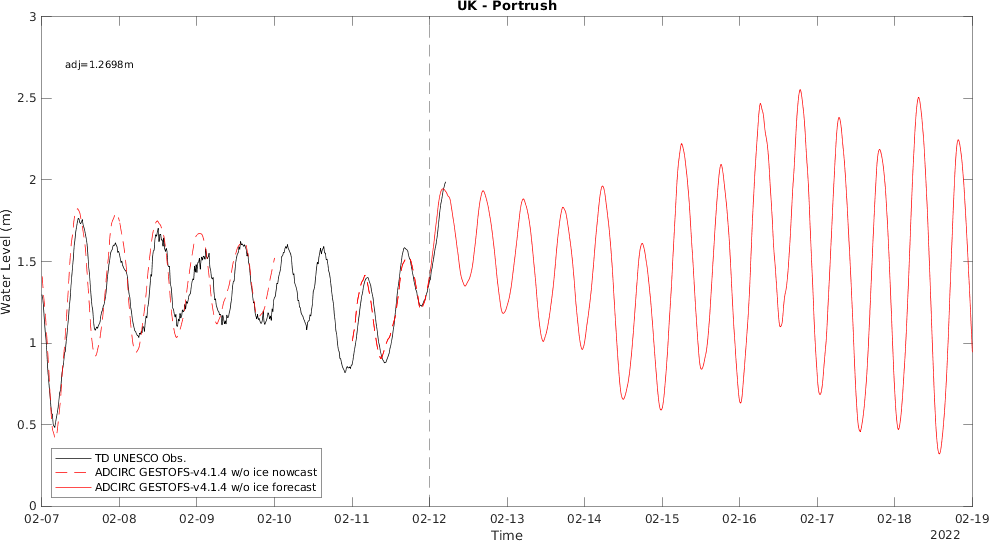 UK - Portrush
3
adj=1.2698m
2.5
2
Water Level (m)
1.5
1
0.5
TD UNESCO Obs.
ADCIRC GESTOFS-v4.1.4 w/o ice nowcast
ADCIRC GESTOFS-v4.1.4 w/o ice forecast
0
02-07 02-08 02-09 02-10 02-11 02-12 02-13 02-14 02-15 02-16 02-17 02-18 02-19
Time
2022